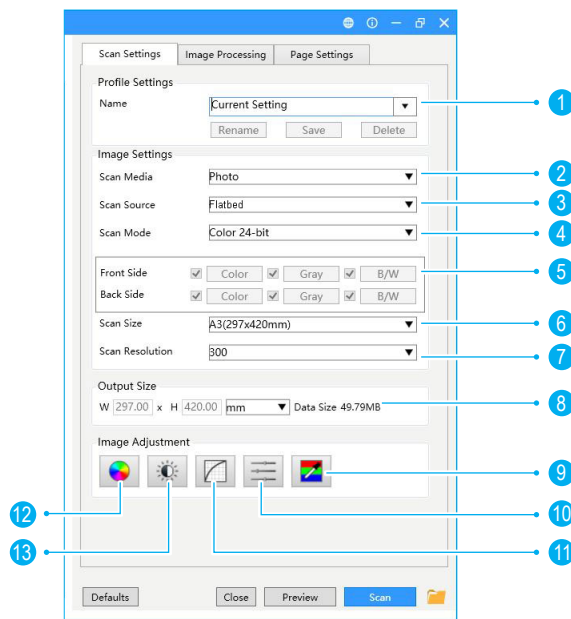 Scan Settings Image Processing Page Settings
Profile Settings
Name Current Setting 1
Rename Save Delete
Image Settings
Scan Media Photo 2
Scan Source Flatbed 3
Scan Mode Color 24-bit 4
Front Side Color Gray B/W 5
Back Side Color Gray B/W
Scan Size A3(297x420mm) 6
Scan Resolution 300 7
Output Size
W 297.00 x H 420.00 mm Data Size 49.79MB 8
Image Adjustment
9
12 10
13 11
Defaults Close Preview Scan